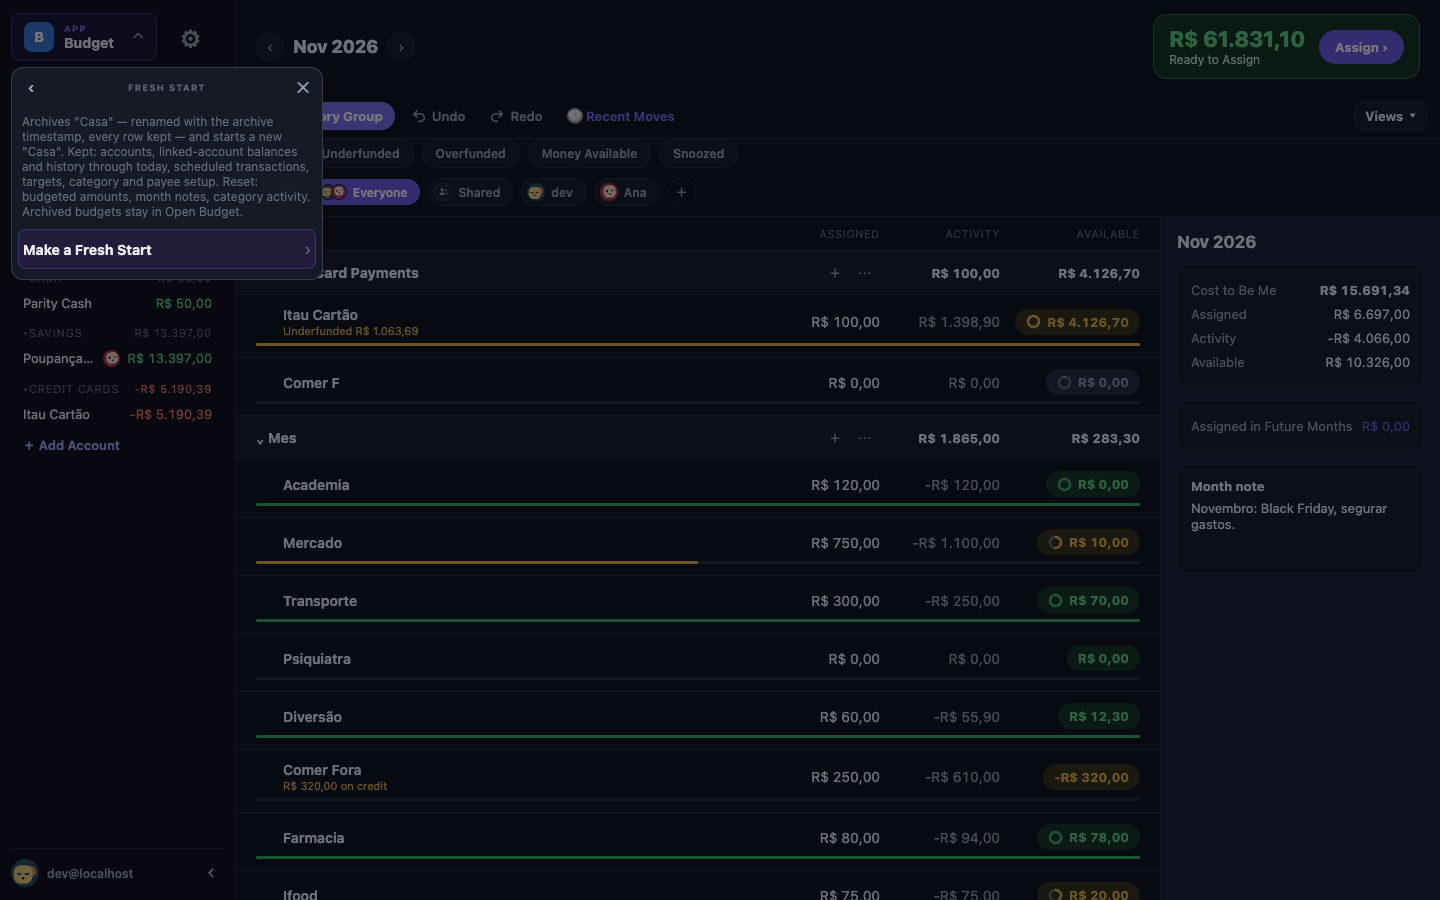 B
APP
Budget
‹ Nov 2026 ›
R$ 61.831,10
Ready to Assign
Assign ›
‹ FRESH START
Archives "Casa" — renamed with the archive
timestamp, every row kept — and starts a new
"Casa". Kept: accounts, linked-account balances
and history through today, scheduled transactions,
targets, category and payee setup. Reset:
budgeted amounts, month notes, category activity.
Archived budgets stay in Open Budget.
Make a Fresh Start ›
ory Group
Undo
Redo
Recent Moves
Views
Underfunded
Overfunded
Money Available
Snoozed
Everyone
Shared
dev
Ana
+
Parity Cash R$ 50,00
SAVINGS R$ 13.397,00
Poupança... R$ 13.397,00
CREDIT CARDS -R$ 5.190,39
Itau Cartão -R$ 5.190,39
+ Add Account
dev@localhost
ASSIGNED ACTIVITY AVAILABLE
ard Payments + ... R$ 100,00 R$ 4.126,70
Itau Cartão R$ 100,00 R$ 1.398,90 R$ 4.126,70
Underfunded R$ 1.063,69
Comer F R$ 0,00 R$ 0,00 R$ 0,00
Mes + ... R$ 1.865,00 R$ 283,30
Academia R$ 120,00 -R$ 120,00 R$ 0,00
Mercado R$ 750,00 -R$ 1.100,00 R$ 10,00
Transporte R$ 300,00 -R$ 250,00 R$ 70,00
Psiquiatra R$ 0,00 R$ 0,00 R$ 0,00
Diversão R$ 60,00 -R$ 55,90 R$ 12,30
Comer Fora R$ 250,00 -R$ 610,00 -R$ 320,00
R$ 320,00 on credit
Farmacia R$ 80,00 -R$ 94,00 R$ 78,00
Ifood R$ 75,00 -R$ 75,00 R$ 20,00
Nov 2026
Cost to Be Me R$ 15.691,34
Assigned R$ 6.697,00
Activity -R$ 4.066,00
Available R$ 10.326,00
Assigned in Future Months R$ 0,00
Month note
Novembro: Black Friday, segurar
gastos.